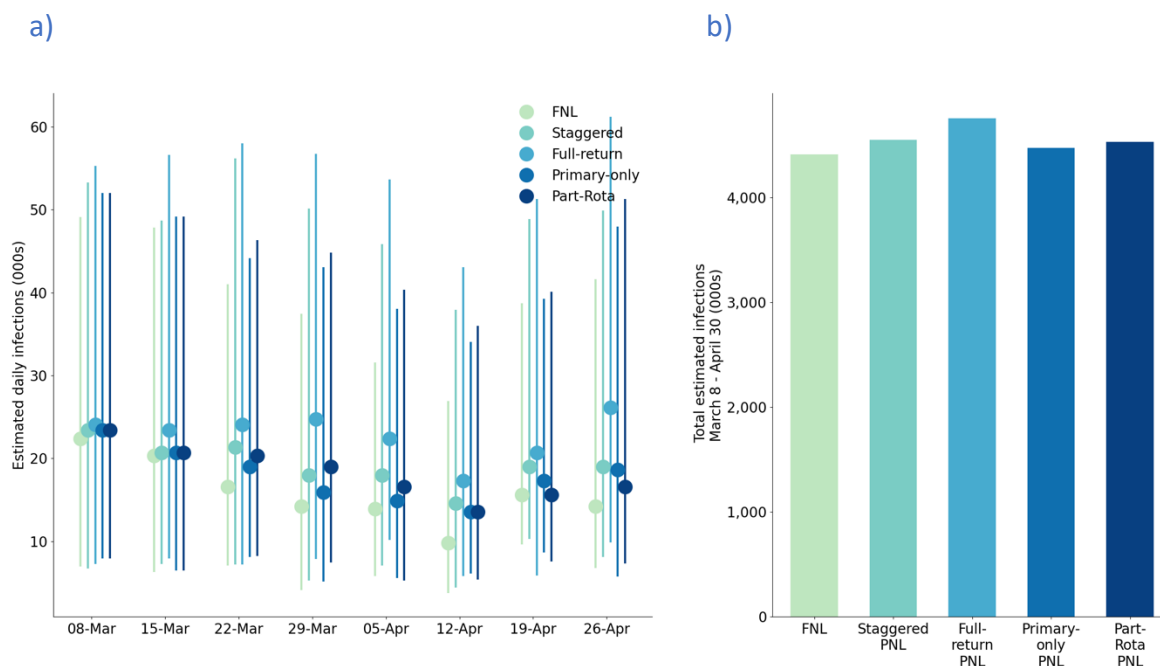 a)
b)
Estimated daily infections (000s)
60
50
40
30
20
10
FNL
Staggered
Full-return
Primary-only
Part-Rota
08-Mar
15-Mar
22-Mar
29-Mar
05-Apr
12-Apr
19-Apr
26-Apr
Total estimated infections
March 8 - April 30 (000s)
4,000
3,000
2,000
1,000
0
FNL
Staggered
PNL
Full-
return
PNL
Primary-
only
PNL
Part-
Rota
PNL